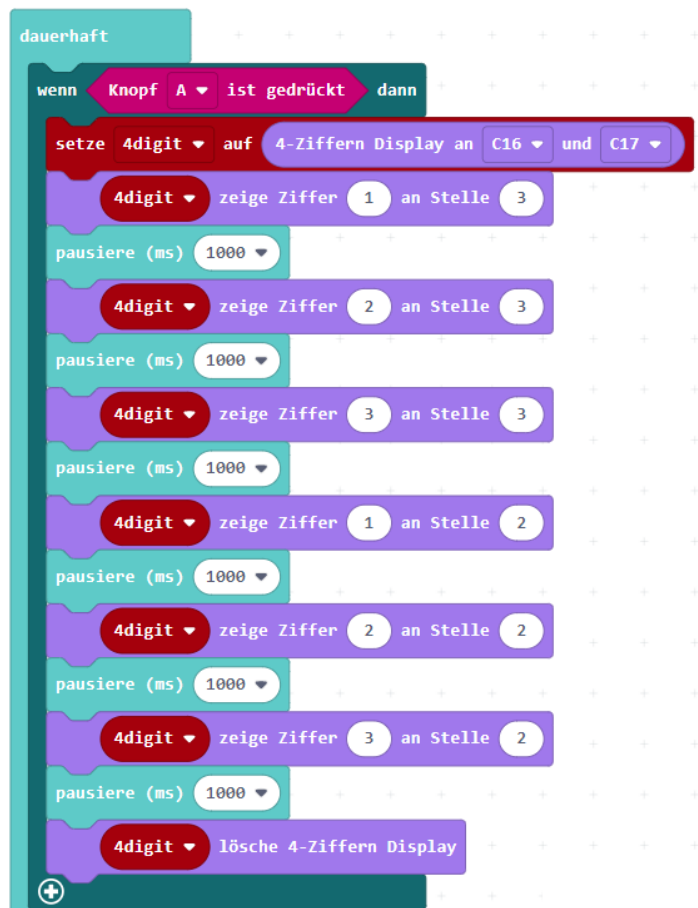 dauerhaft
wenn Knopf A ist gedrückt dann
setze 4digit auf 4-Ziffern Display an C16 und C17
4digit zeige Ziffer 1 an Stelle 3
pausiere (ms) 1000
4digit zeige Ziffer 2 an Stelle 3
pausiere (ms) 1000
4digit zeige Ziffer 3 an Stelle 3
pausiere (ms) 1000
4digit zeige Ziffer 1 an Stelle 2
pausiere (ms) 1000
4digit zeige Ziffer 2 an Stelle 2
pausiere (ms) 1000
4digit zeige Ziffer 3 an Stelle 2
pausiere (ms) 1000
4digit lösche 4-Ziffern Display